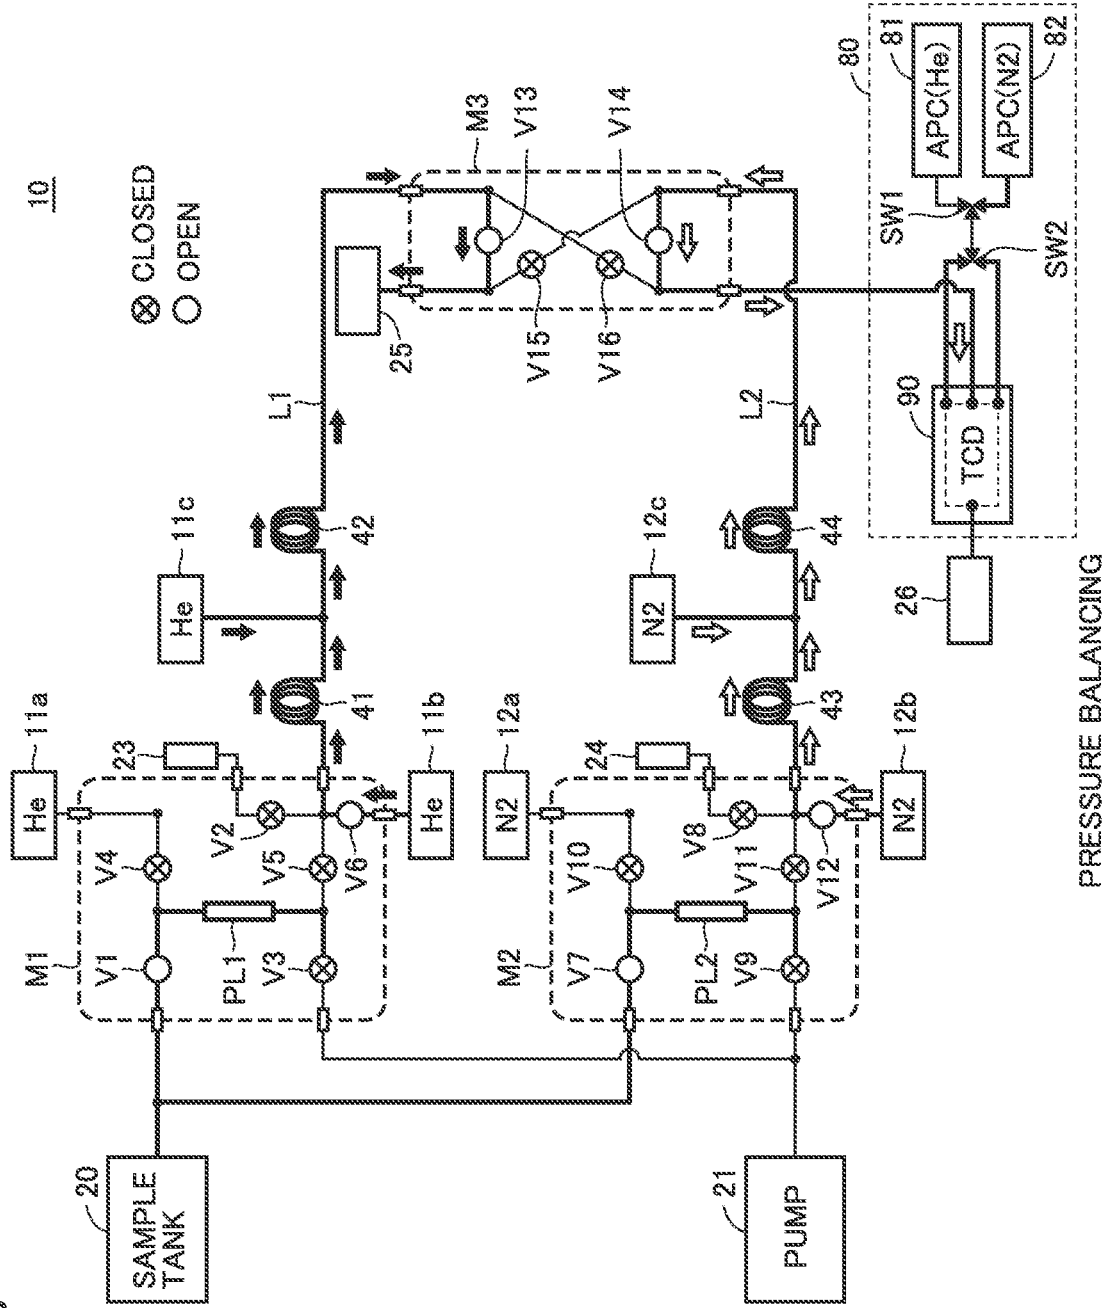 10
CLOSED
OPEN
20
SAMPLE
TANK
21
PUMP
M1
V1
V4
PL1
V3
V2
V5
V6
11a
He
23
11b
He
41
11c
He
42
L1
25
M3
V13
V14
V15
V16
M2
V7
V10
PL2
V9
V8
V11
V12
12a
N2
24
12b
N2
43
12c
N2
44
L2
80
81
APC(He)
82
APC(N2)
SW1
SW2
90
TCD
26
PRESSURE BALANCING